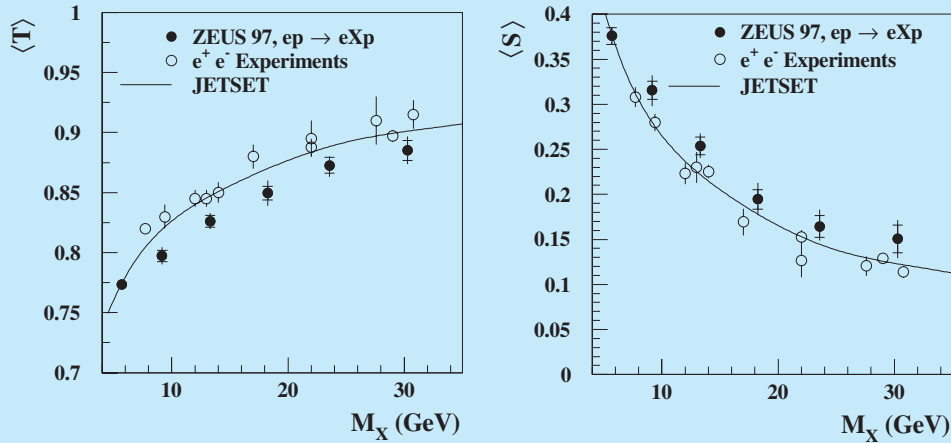 ⟨T⟩
1
0.95
0.9
0.85
0.8
0.75
0.7
ZEUS 97, ep → eXp
e⁺ e⁻ Experiments
JETSET
10
20
30
M_X (GeV)
⟨S⟩
0.4
0.35
0.3
0.25
0.2
0.15
0.1
0.05
0
ZEUS 97, ep → eXp
e⁺ e⁻ Experiments
JETSET
10
20
30
M_X (GeV)